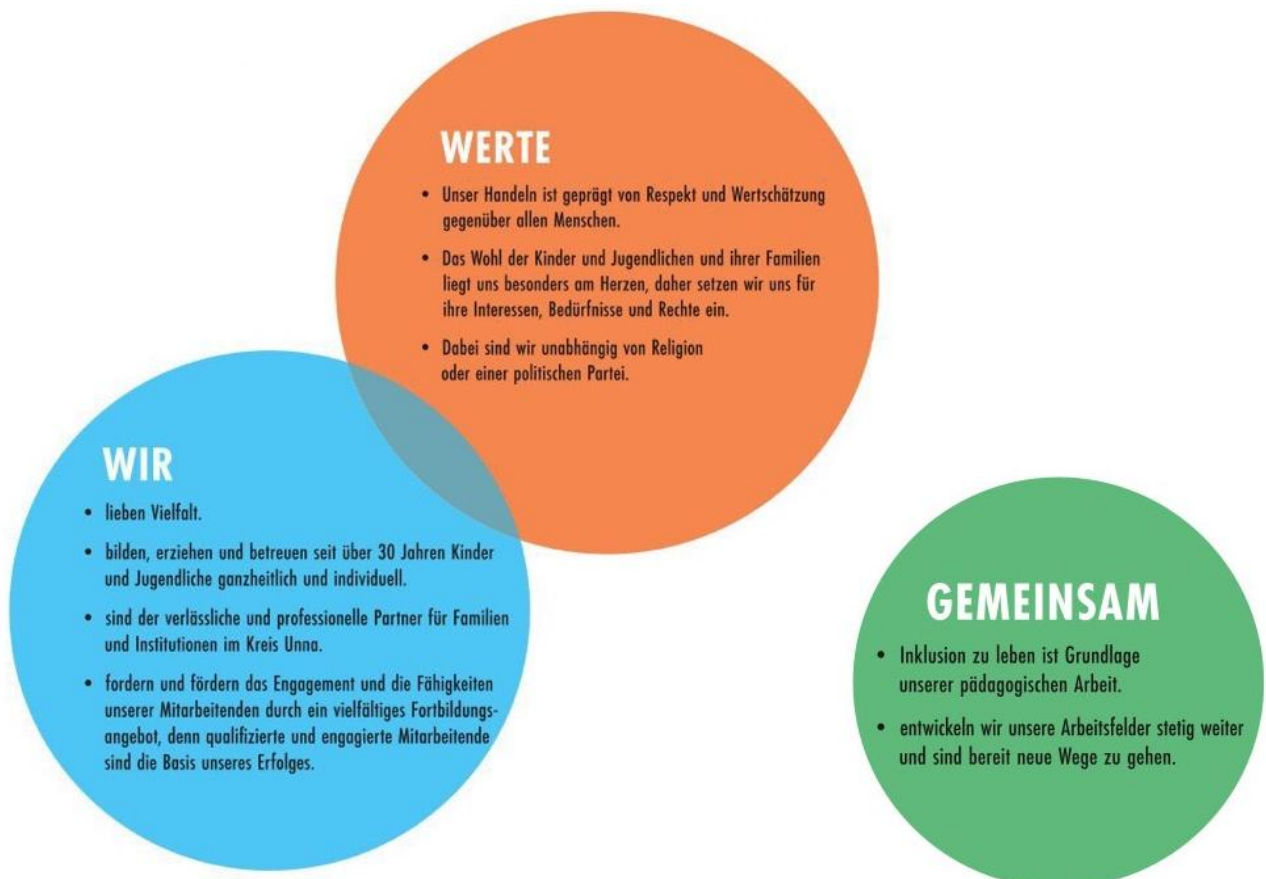 WERTE
• Unser Handeln ist geprägt von Respekt und Wertschätzung
gegenüber allen Menschen.
• Das Wohl der Kinder und Jugendlichen und ihrer Familien
liegt uns besonders am Herzen, daher setzen wir uns für
ihre Interessen, Bedürfnisse und Rechte ein.
• Dabei sind wir unabhängig von Religion
oder einer politischen Partei.
WIR
• lieben Vielfalt.
• bilden, erziehen und betreuen seit über 30 Jahren Kinder
und Jugendliche ganzheitlich und individuell.
• sind der verlässliche und professionelle Partner für Familien
und Institutionen im Kreis Unna.
• fordern und fördern das Engagement und die Fähigkeiten
unserer Mitarbeitenden durch ein vielfältiges Fortbildungs-
angebot, denn qualifizierte und engagierte Mitarbeitende
sind die Basis unseres Erfolges.
GEMEINSAM
• Inklusion zu leben ist Grundlage
unserer pädagogischen Arbeit.
• entwickeln wir unsere Arbeitsfelder stetig weiter
und sind bereit neue Wege zu gehen.